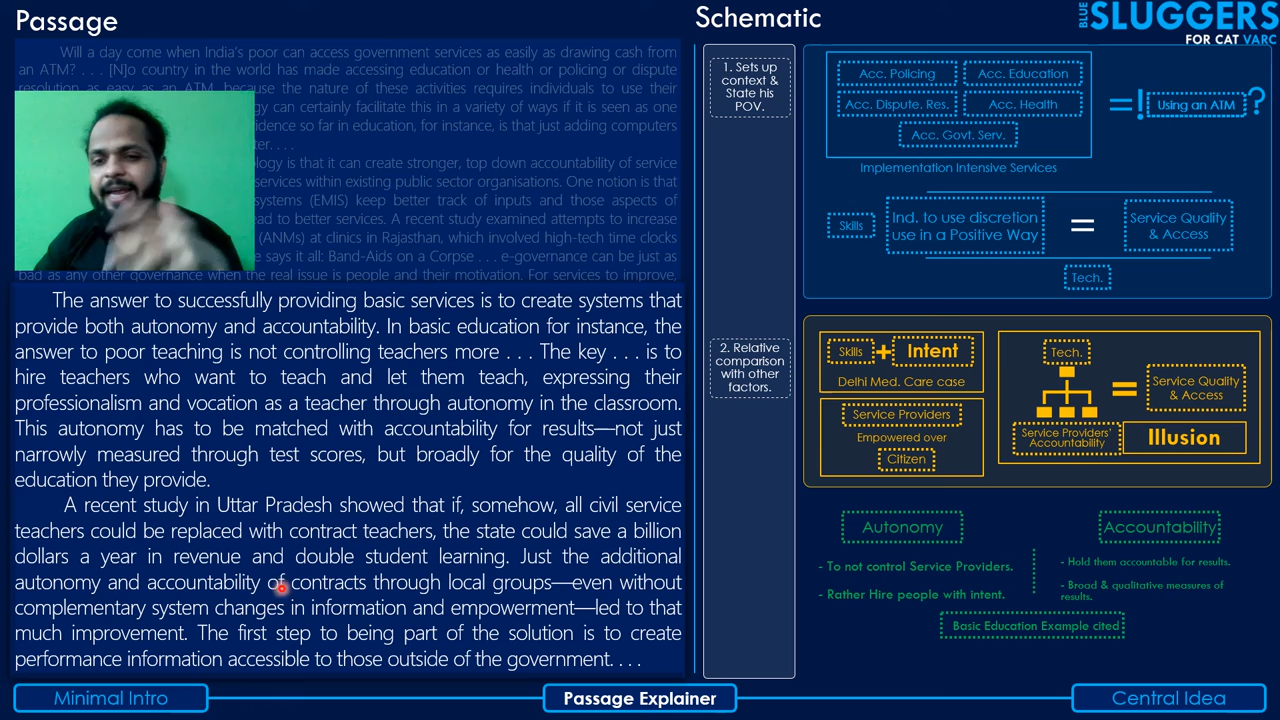 Passage
Will a day come when India's poor can access government services as easily as drawing cash from
an ATM? . . . [N]o country in the world has made accessing education or health or policing or dispute
resolution as easy as an ATM, because the nature of these activities requires individuals to use their
gy can certainly facilitate this in a variety of ways if it is seen as one
idence so far in education, for instance, is that just adding computers
ter. . . .
ology is that it can create stronger, top down accountability of service
services within existing public sector organisations. One notion is that
systems (EMIS) keep better track of inputs and those aspects of
ead to better services. A recent study examined attempts to increase
(ANMs) at clinics in Rajasthan, which involved high-tech time clocks
e says it all: Band-Aids on a Corpse . . . e-governance can be just as
bad as any other governance when the real issue is people and their motivation. For services to improve,
The answer to successfully providing better services is to create systems that
provide both autonomy and accountability. In basic education for instance, the
answer to poor teaching is not controlling teachers more . . . The key . . . is to
hire teachers who want to teach and let them teach, expressing their
professionalism and vocation as a teacher through autonomy in the classroom.
This autonomy has to be matched with accountability for results—not just
narrowly measured through test scores, but broadly for the quality of the
education they provide.
A recent study in Uttar Pradesh showed that if, somehow, all civil service
teachers could be replaced with contract teachers, the state could save a billion
dollars a year in revenue and double student learning. Just the additional
autonomy and accountability of contracts through local groups—even without
complementary system changes in information and empowerment—led to that
much improvement. The first step to being part of the solution is to create
performance information accessible to those outside of the government. . . .
Schematic
BLUE
SLUGGERS
FOR CAT VARC
1. Sets up
context &
State his
POV.
Acc. Policing
Acc. Education
Acc. Dispute. Res.
Acc. Health
Acc. Govt. Serv.
=! Using an ATM ?
Implementation Intensive Services
Skills
Ind. to use discretion
use in a Positive Way
=
Service Quality
& Access
Tech.
2. Relative
comparison
with other
factors.
Skills + Intent
Delhi Med. Care case
Service Providers
Empowered over
Citizen
Tech.
=
Service Quality
& Access
Service Providers'
Accountability
Illusion
Autonomy
- To not control Service Providers.
- Rather Hire people with intent.
Accountability
- Hold them accountable for results.
- Broad & qualitative measures of
results.
Basic Education Example cited
Minimal Intro
Passage Explainer
Central Idea